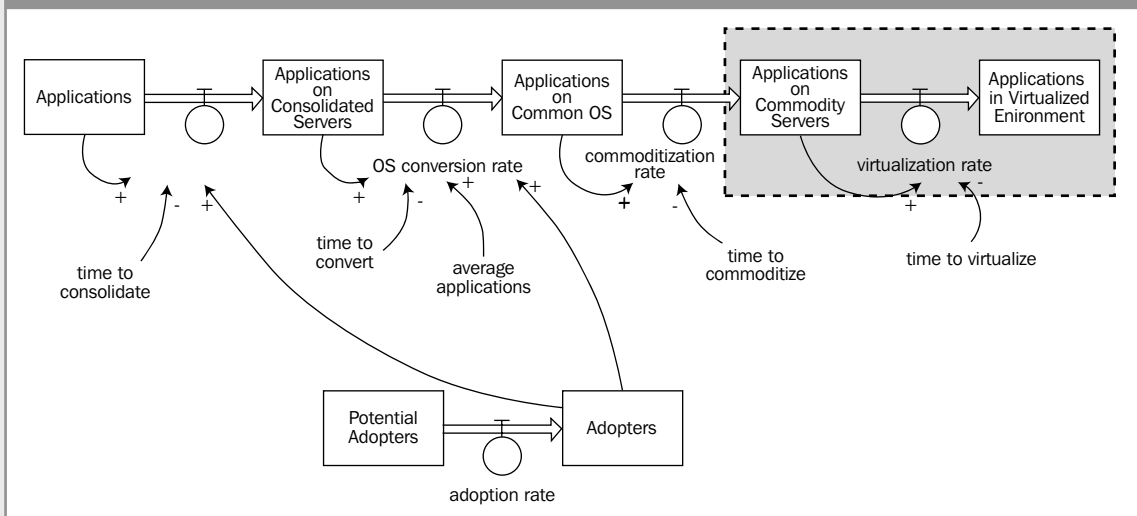 Applications
Applications
on
Consolidated
Servers
Applications
on
Common OS
Applications
on
Commodity
Servers
Applications
in Virtualized
Enironment
OS conversion rate
commoditization
rate
virtualization rate
+
-
+
+
-
+
+
+
-
+
-
time to
consolidate
time to
convert
average
applications
time to
commoditize
time to virtualize
Potential
Adopters
Adopters
adoption rate